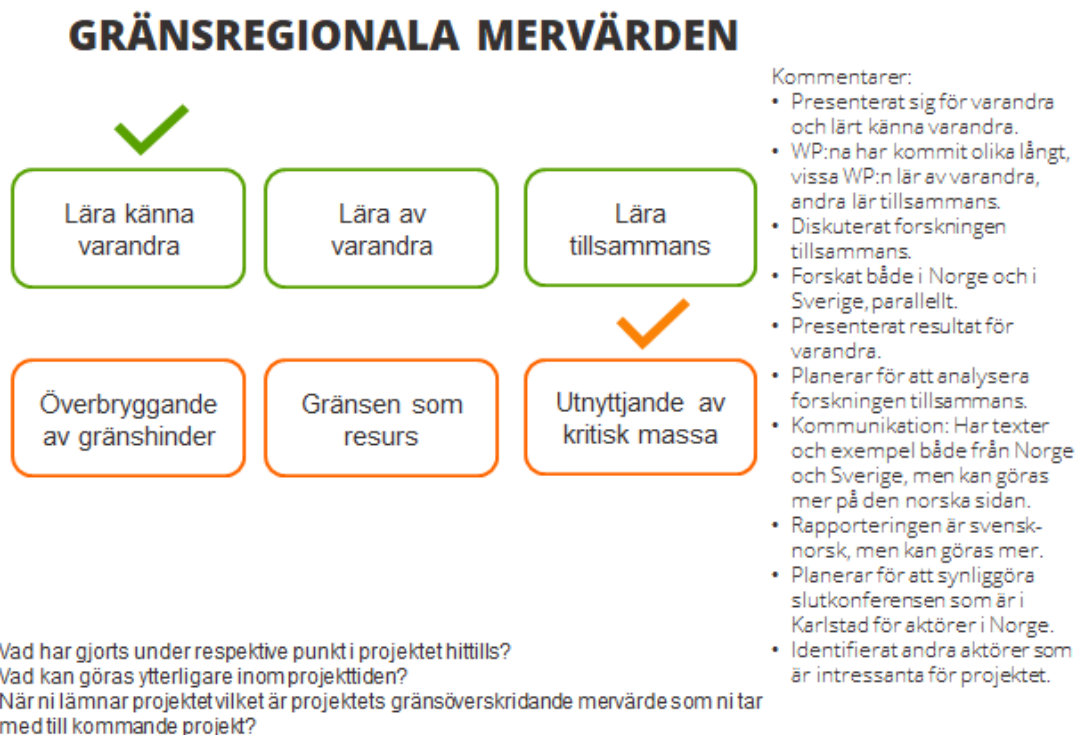 GRÄNSREGIONALA MERVÄRDEN
Lära känna
varandra
Lära av
varandra
Lära
tillsammans
Överbryggande
av gränshinder
Gränsen som
resurs
Utnyttjande av
kritisk massa
Kommentarer:
• Presenterat sig för varandra
och lärt känna varandra.
• WP:na har kommit olika långt,
vissa WP:n lär av varandra,
andra lär tillsammans.
• Diskuterat forskningen
tillsammans.
• Forskat både i Norge och i
Sverige, parallellt.
• Presenterat resultat för
varandra.
• Planerar för att analysera
forskningen tillsammans.
• Kommunikation: Har texter
och exempel både från Norge
och Sverige, men kan göras
mer på den norska sidan.
• Rapporteringen är svensk-
norsk, men kan göras mer.
• Planerar för att synliggöra
slutkonferensen som är i
Karlstad för aktörer i Norge.
• Identifierat andra aktörer som
är intressanta för projektet.
Vad har gjorts under respektive punkt i projektet hittills?
Vad kan göras ytterligare inom projekttiden?
När ni lämnar projektet vilket är projektets gränsöverskridande mervärde som ni tar
med till kommande projekt?